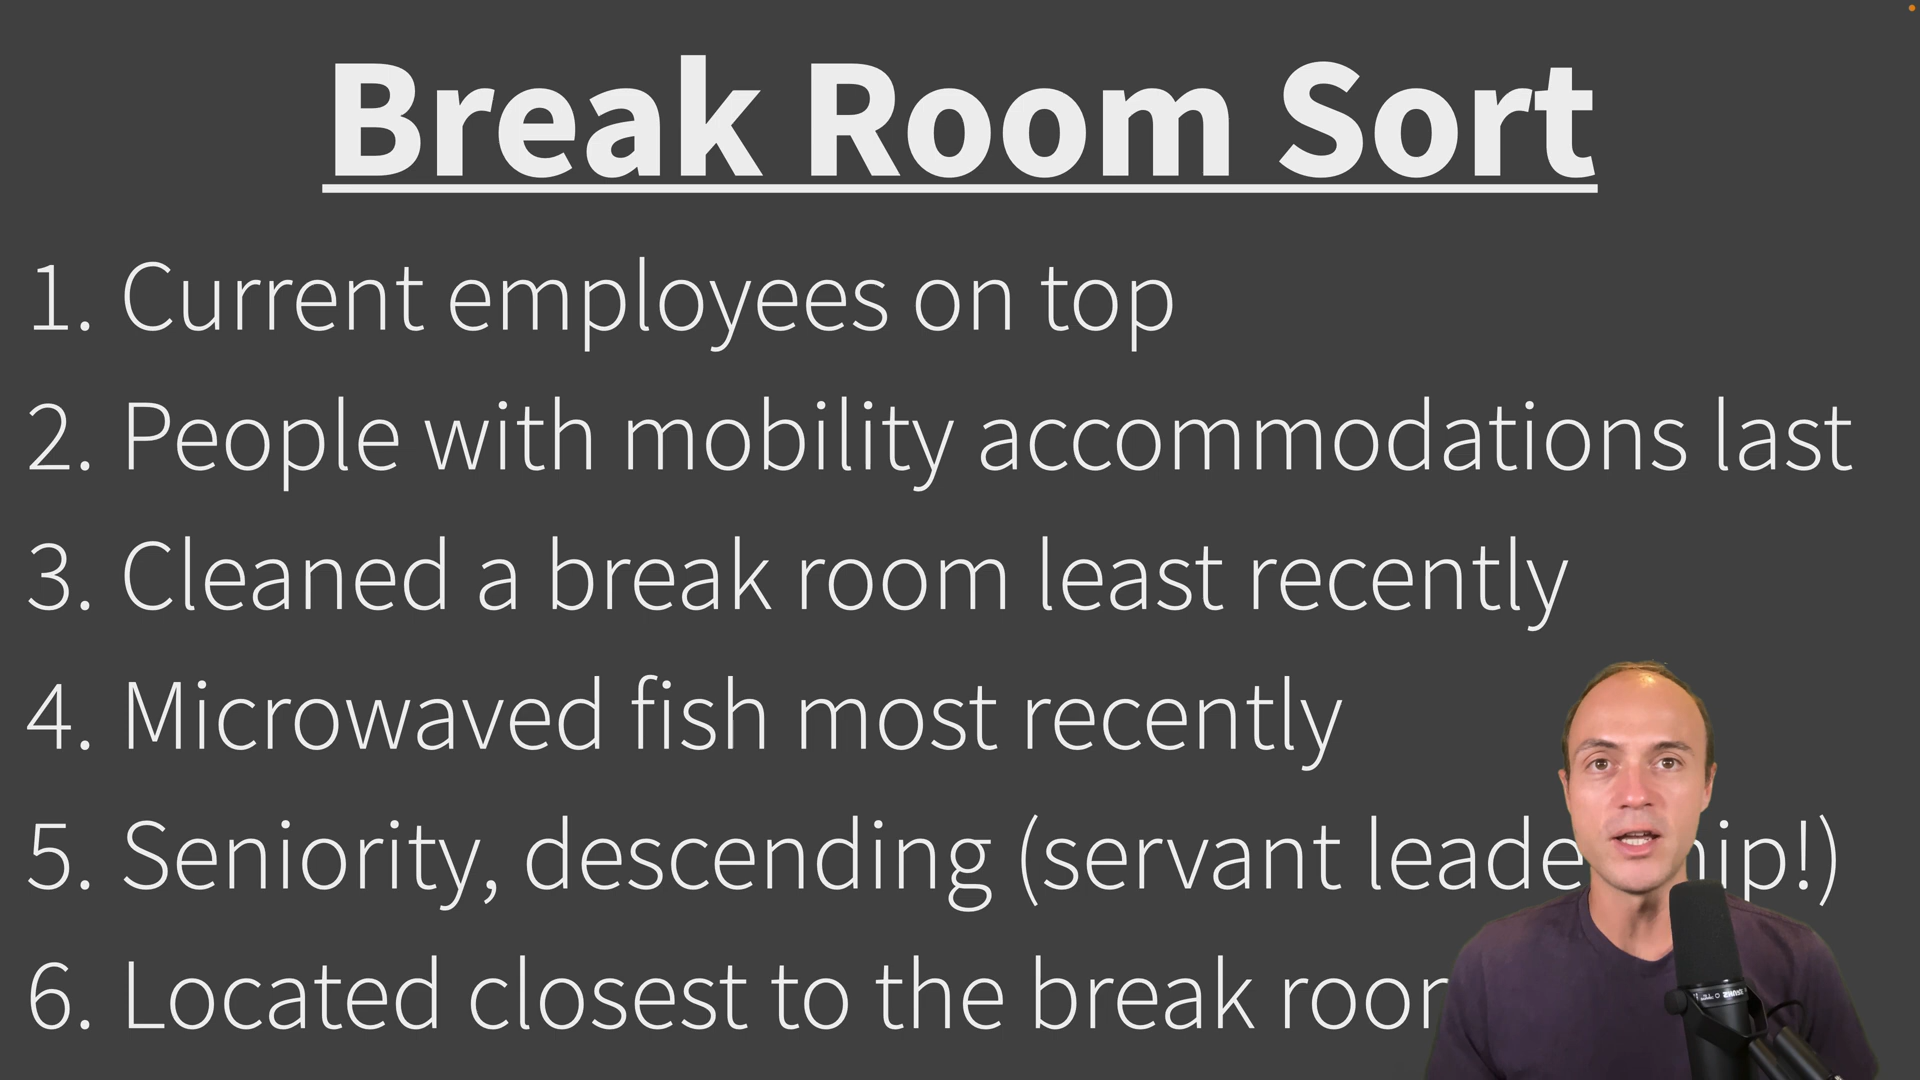 Break Room Sort
1. Current employees on top
2. People with mobility accommodations last
3. Cleaned a break room least recently
4. Microwaved fish most recently
5. Seniority, descending (servant
6. Located closest to the break